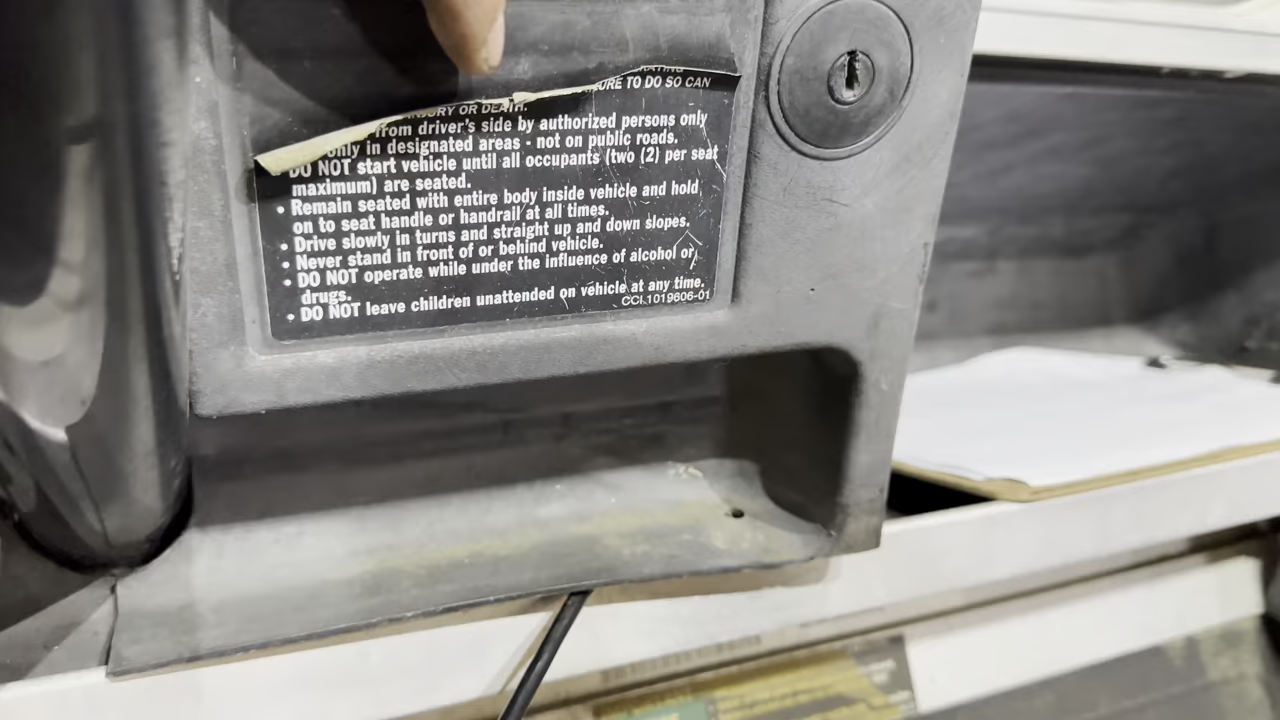 URE TO DO SO CAN
NJURY OR DEATH.
from driver's side by authorized persons only
only in designated areas - not on public roads.
DO NOT start vehicle until all occupants (two (2) per seat
maximum) are seated.
• Remain seated with entire body inside vehicle and hold
on to seat handle or handrail at all times.
• Drive slowly in turns and straight up and down slopes.
• Never stand in front of or behind vehicle.
• DO NOT operate while under the influence of alcohol or
drugs.
• DO NOT leave children unattended on vehicle at any time.
CCI 1019606-01